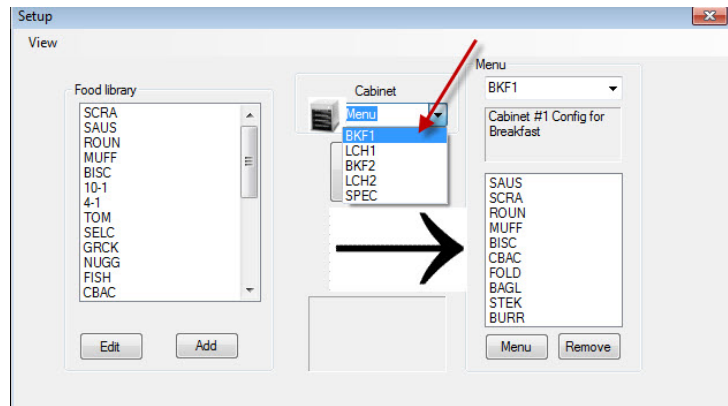 Setup
View
Food library
SCRA
SAUS
ROUN
MUFF
BISC
10-1
4-1
TOM
SELC
GRCK
NUGG
FISH
CBAC
Edit
Add
Cabinet
Menu
BKF1
LCH1
BKF2
LCH2
SPEC
Menu
BKF1
Cabinet #1 Config for
Breakfast
SAUS
SCRA
ROUN
MUFF
BISC
CBAC
FOLD
BAGL
STEK
BURR
Menu
Remove